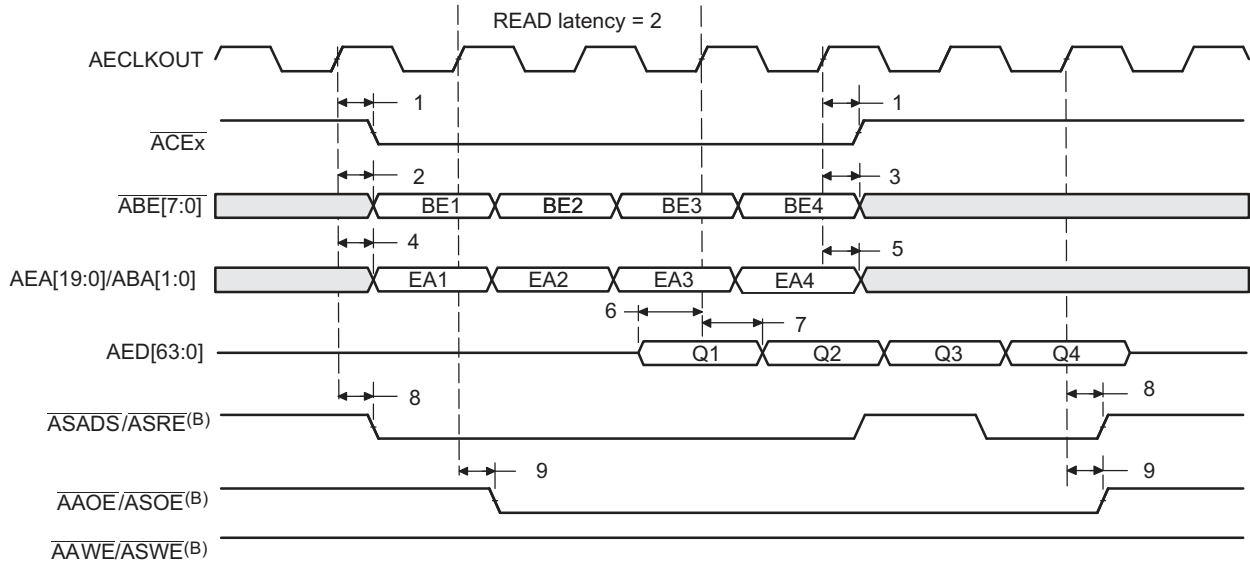 READ latency = 2
AECLKOUT
1 1
ACEx
2 3
ABE[7:0] BE1 BE2 BE3 BE4
4 5
AEA[19:0]/ABA[1:0] EA1 EA2 EA3 EA4
6 7
AED[63:0] Q1 Q2 Q3 Q4
8 8
ASADS/ASRE(B)
9 9
AAOE/ASOE(B)
AAWE/ASWE(B)